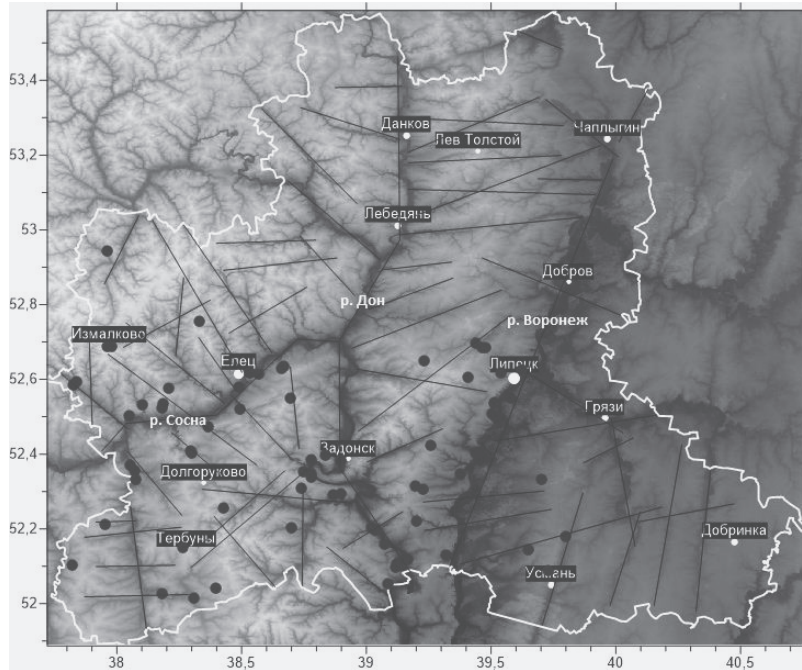 53,4
Данков
Чаплыгин
Лев Толстой
53,2
Лебедянь
53
Добров
р. Дон
52,8
р. Воронеж
Измалково
Елец
Липецк
52,6
Грязи
р. Сосна
Задонск
52,4
Долгоруково
52,2
Тербуны
Добринка
Усмань
52
38
38,5
39
39,5
40
40,5